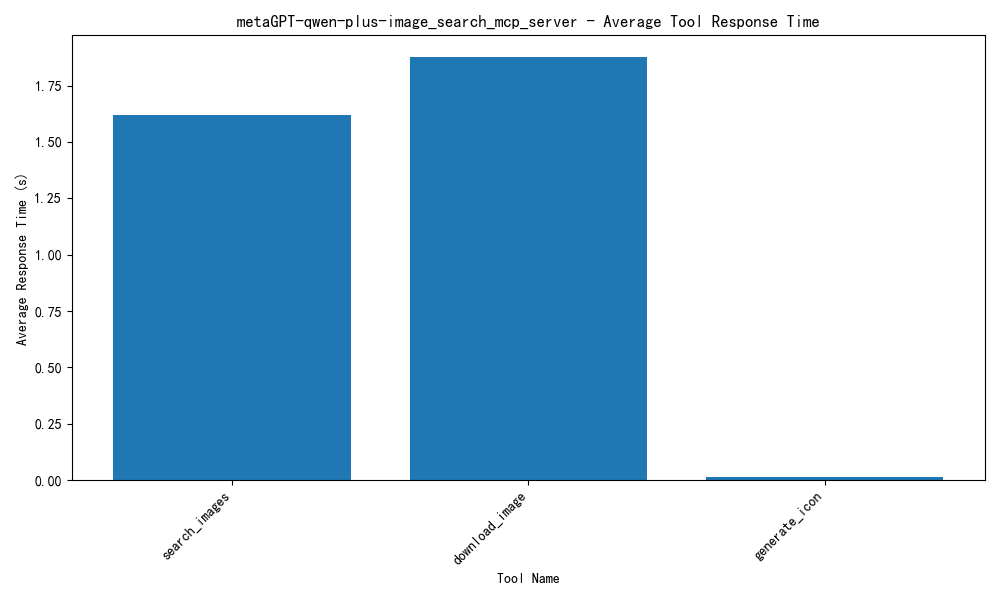 metaGPT-qwen-plus-image_search_mcp_server - Average Tool Response Time
Average Response Time (s)
1.75
1.50
1.25
1.00
0.75
0.50
0.25
0.00
search_images
download_image
generate_icon
Tool Name